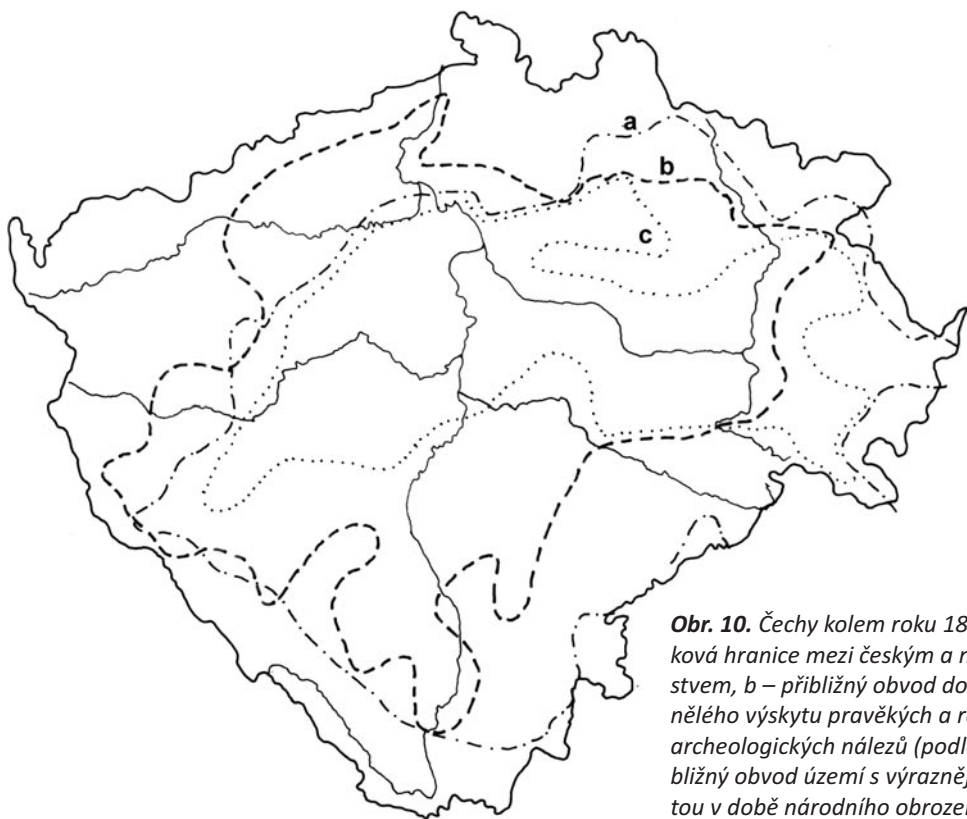 a
b
c
Obr. 10. Čechy kolem roku 18
ková hranice mezi českým a
stvem, b – přibližný obvod do
nělého výskytu pravěkých a
archeologických nálezů (podl
bližný obvod území s výrazněj
tou v době národního obroze